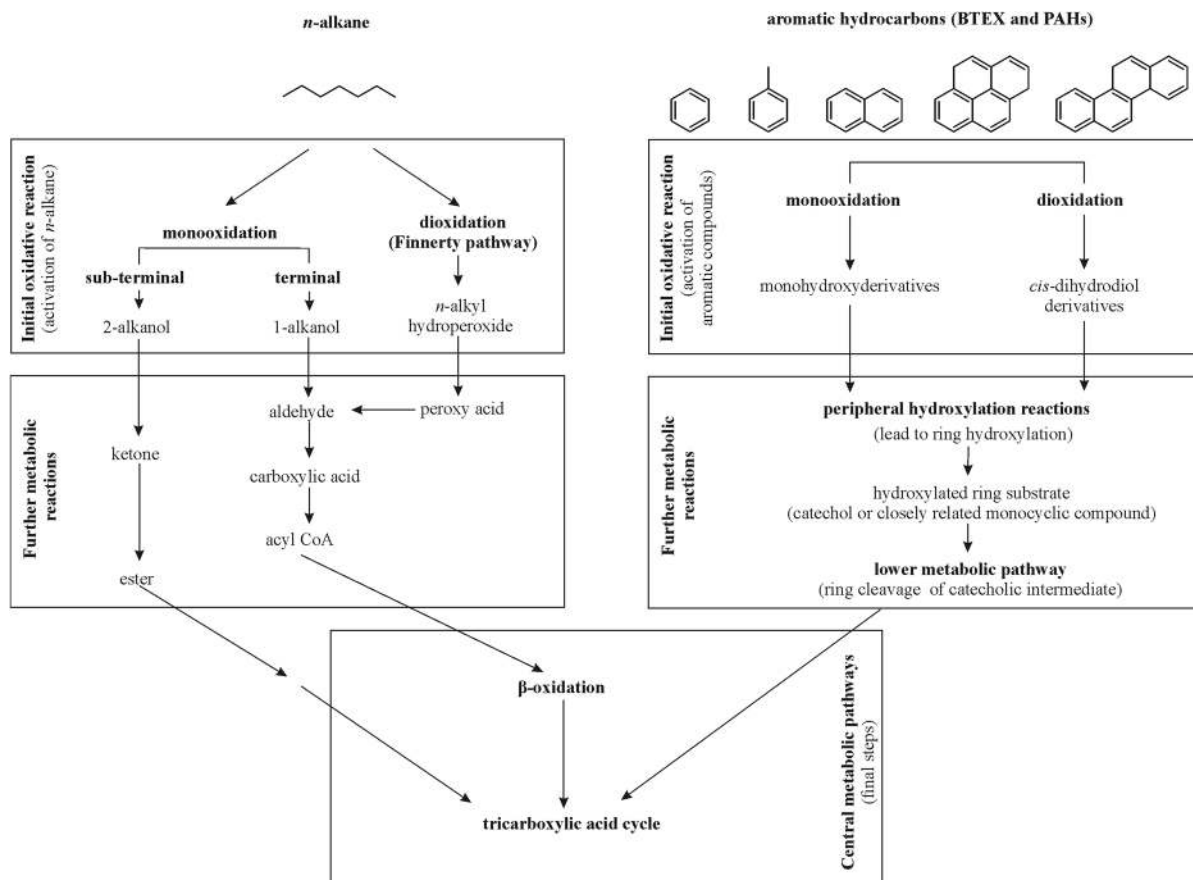 n-alkane
aromatic hydrocarbons (BTEX and PAHs)
Initial oxidative reaction
(activation of n-alkane)
monooxidation
dioxidation
(Finnerty pathway)
sub-terminal
terminal
2-alkanol
1-alkanol
n-alkyl
hydroperoxide
Initial oxidative reaction
(activation of
aromatic compounds)
monooxidation
dioxidation
monohydroxyderivatives
cis-dihydrodiol
derivatives
Further metabolic
reactions
aldehyde
peroxy acid
ketone
carboxylic acid
acyl CoA
ester
Further metabolic
reactions
peripheral hydroxylation reactions
(lead to ring hydroxylation)
hydroxylated ring substrate
(catechol or closely related monocyclic compound)
lower metabolic pathway
(ring cleavage of catecholic intermediate)
β-oxidation
tricarboxylic acid cycle
Central metabolic pathways
(final steps)